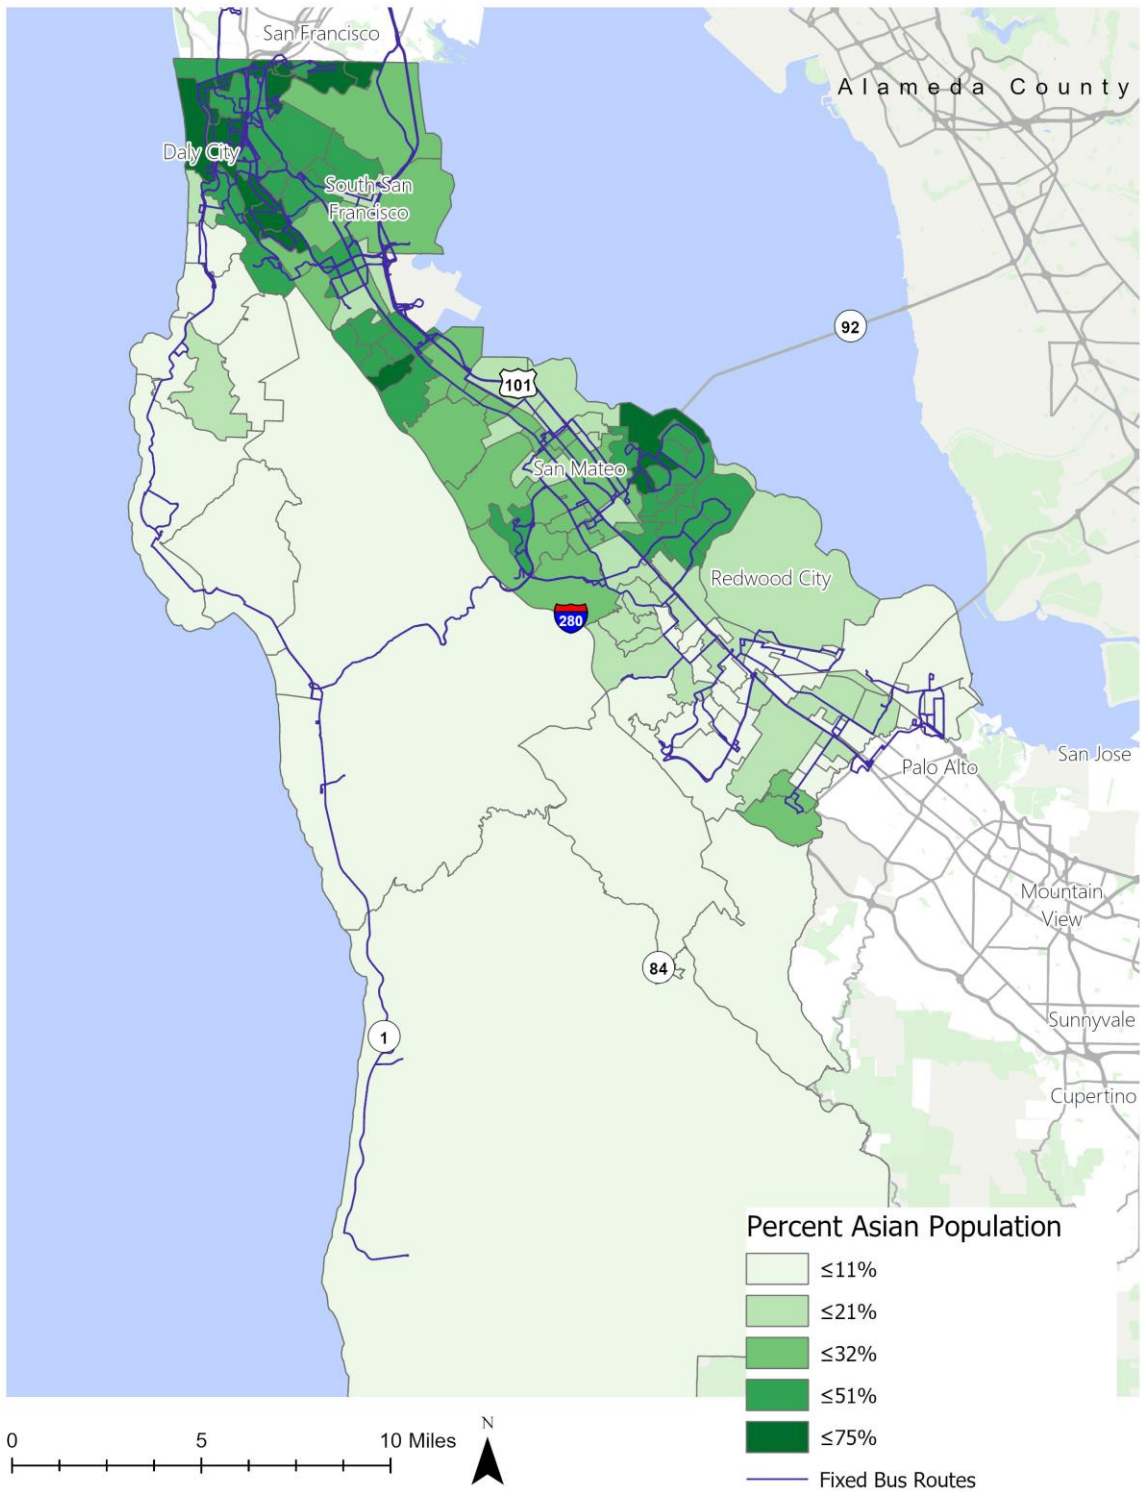 San Francisco
Alameda County
Daly City
South San
Francisco
92
101
San Mateo
Redwood City
280
San Jose
Palo Alto
Mountain
View
84
Sunnyvale
1
Cupertino
Percent Asian Population
≤11%
≤21%
≤32%
≤51%
≤75%
Fixed Bus Routes
0 5 10 Miles
N